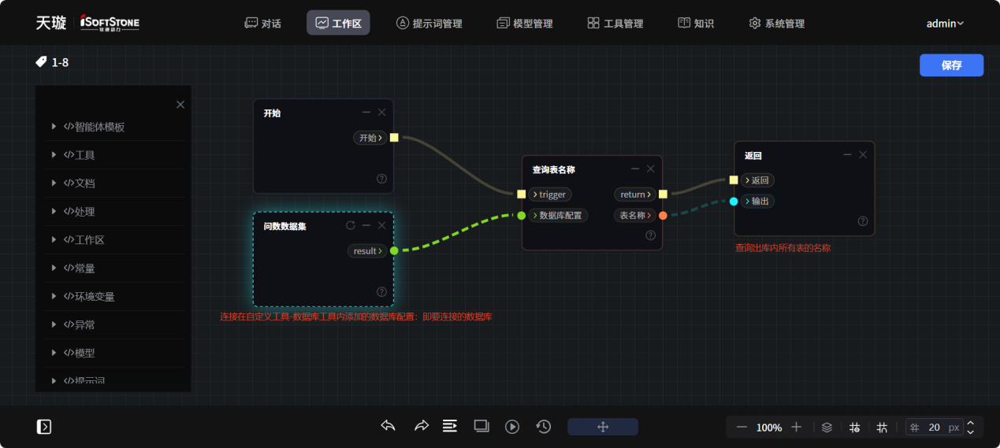 天璇 iSOFTSTONE 软通动力
对话 工作区 提示词管理 模型管理 工具管理 知识 系统管理 admin
1-8
保存
智能体模板
工具
文档
处理
工作区
常量
环境变量
异常
模型
提示词
开始
开始
问数数据集
result
连接在自定义工具-数据库工具内添加的数据库配置：即要连接的数据库
查询表名称
trigger return
数据库配置 表名称
返回
返回
输出
查询出库内所有表的名称
100% 20 px